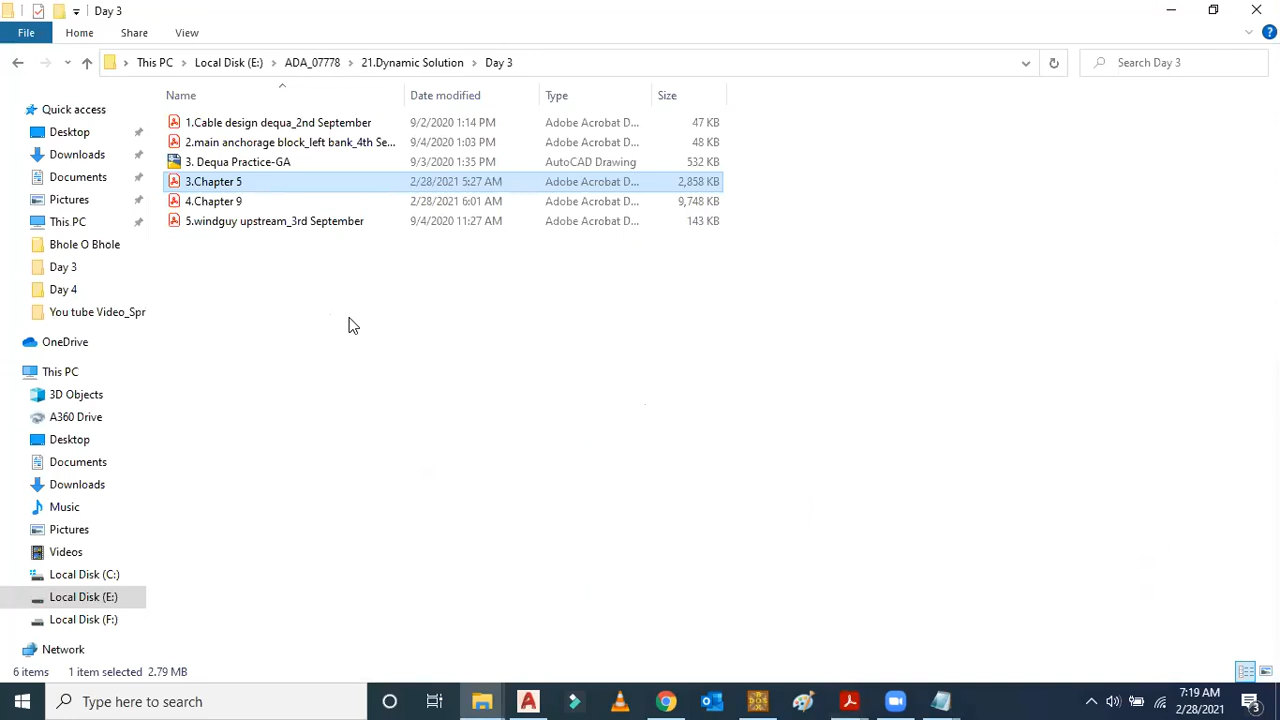 Day 3
File Home Share View
This PC Local Disk (E:) ADA_07778 21.Dynamic Solution Day 3
Search Day 3
Name Date modified Type Size
Quick access
Desktop
Downloads
Documents
Pictures
This PC
Bhole O Bhole
Day 3
Day 4
You tube Video_Spr
OneDrive
This PC
3D Objects
A360 Drive
Desktop
Documents
Downloads
Music
Pictures
Videos
Local Disk (C:)
Local Disk (E:)
Local Disk (F:)
Network
1.Cable design dequa_2nd September 9/2/2020 1:14 PM Adobe Acrobat D... 47 KB
2.main anchorage block_left bank_4th Se... 9/4/2020 1:03 PM Adobe Acrobat D... 48 KB
3. Dequa Practice-GA 9/3/2020 1:35 PM AutoCAD Drawing 532 KB
3.Chapter 5 2/28/2021 5:27 AM Adobe Acrobat D... 2,858 KB
4.Chapter 9 2/28/2021 6:01 AM Adobe Acrobat D... 9,748 KB
5.windguy upstream_3rd September 9/4/2020 11:27 AM Adobe Acrobat D... 143 KB
6 items 1 item selected 2.79 MB
Type here to search
7:19 AM
2/28/2021
3